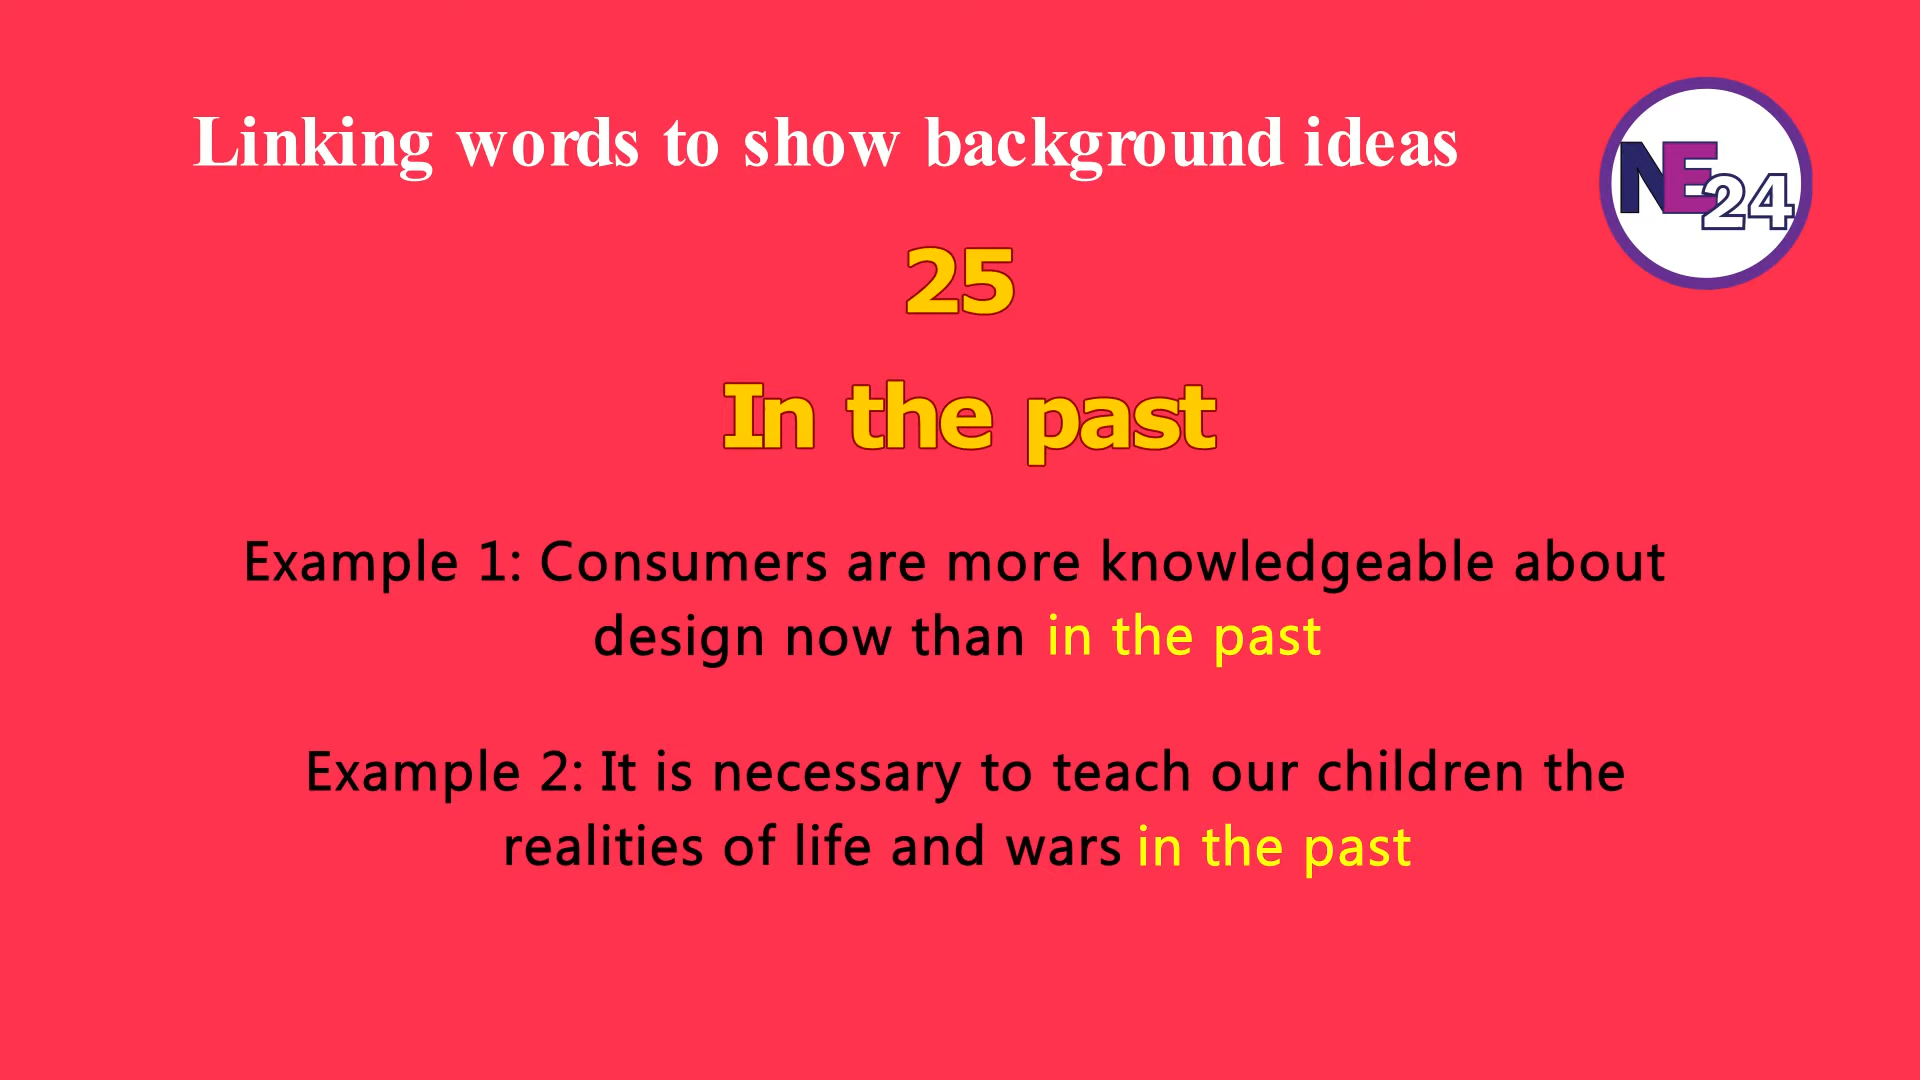 Linking words to show background ideas
NE24
25
In the past
Example 1: Consumers are more knowledgeable about
design now than in the past
Example 2: It is necessary to teach our children the
realities of life and wars in the past